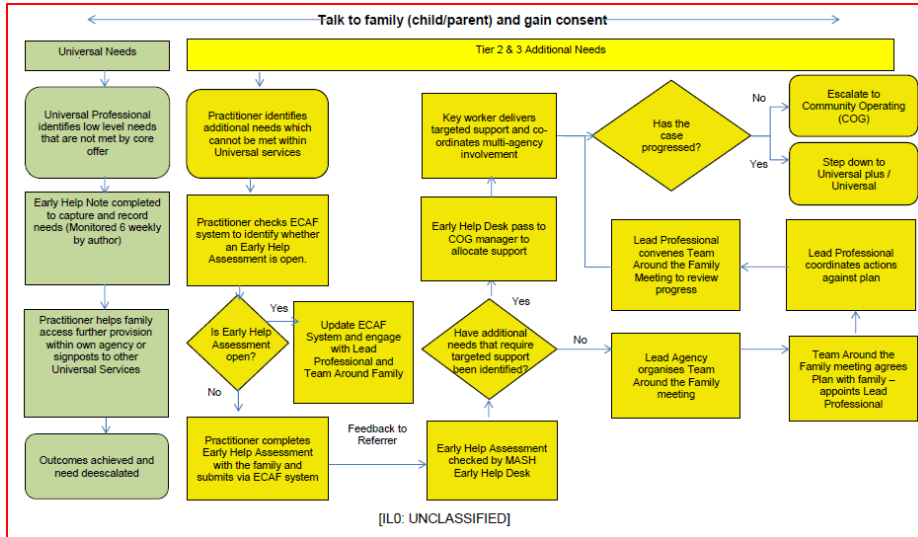 Talk to family (child/parent) and gain consent
Universal Needs
Tier 2 & 3 Additional Needs
Universal Professional
identifies low level needs
that are not met by core
offer
Early Help Note completed
to capture and record
needs (Monitored 6 weekly
by author)
Practitioner helps family
access further provision
within own agency or
signposts to other
Universal Services
Outcomes achieved and
need deescalated
Practitioner identifies
additional needs which
cannot be met within
Universal services
Practitioner checks ECAF
system to identify whether
an Early Help
Assessment is open.
Is Early Help
Assessment
open?
Yes
Update ECAF
System and engage
with Lead
Professional and
Team Around Family
No
Practitioner completes
Early Help Assessment
with the family and
submits via ECAF system
Feedback to
Referrer
Early Help Assessment
checked by MASH
Early Help Desk
Have additional
needs that require
targeted support
been identified?
Yes
Early Help Desk pass to
COG manager to
allocate support
Key worker delivers
targeted support and co-
ordinates multi-agency
involvement
No
Lead Agency
organises Team
Around the Family
meeting
Team Around the
Family meeting agrees
Plan with family –
appoints Lead
Professional
Lead Professional
coordinates actions
against plan
Lead Professional
convenes Team
Around the Family
Meeting to review
progress
Has the
case
progressed?
No
Escalate to
Community Operating
(COG)
Yes
Step down to
Universal plus /
Universal
[IL0: UNCLASSIFIED]